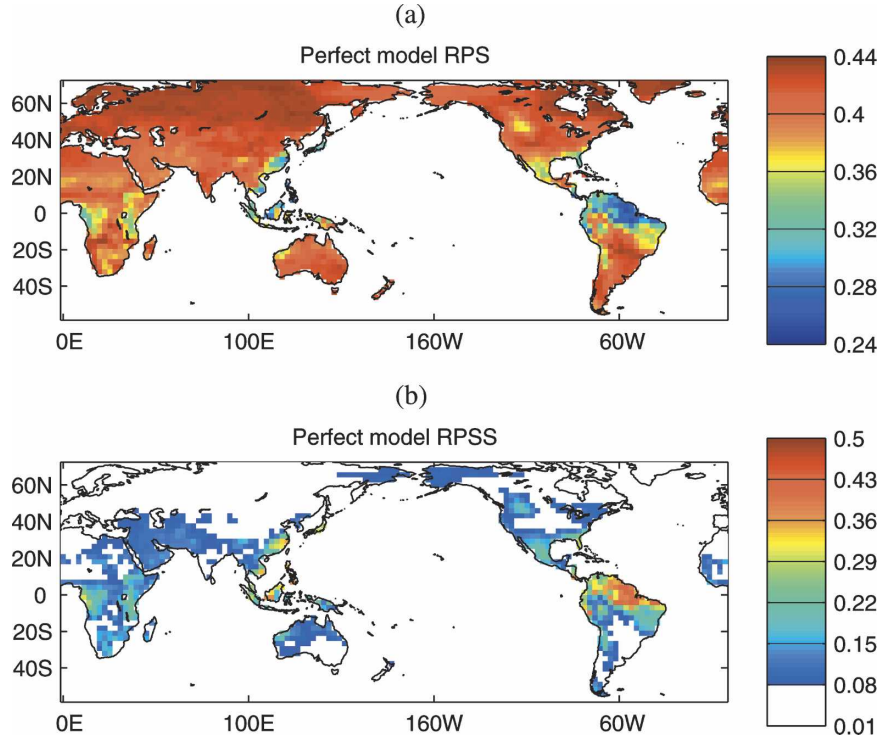 (a)
Perfect model RPS
60N
40N
20N
0
20S
40S
0E 100E 160W 60W
0.44
0.4
0.36
0.32
0.28
0.24
(b)
Perfect model RPSS
60N
40N
20N
0
20S
40S
0E 100E 160W 60W
0.5
0.43
0.36
0.29
0.22
0.15
0.08
0.01